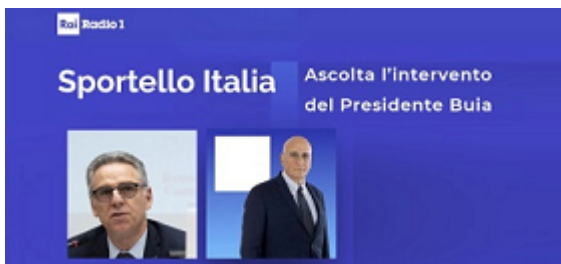 Rai Radio 1
Sportello Italia
Ascolta l'intervento
del Presidente Buia